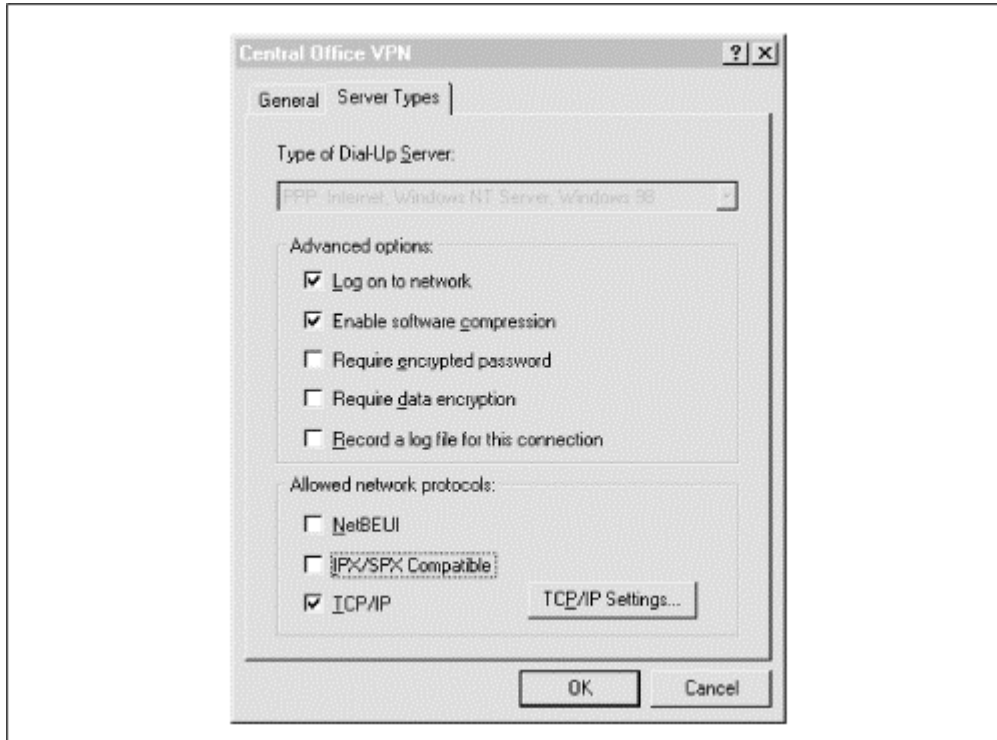 Central Office VPN
General
Server Types
Type of Dial-Up Server:
PPP: Internet, Windows NT Server, Windows 98
Advanced options:
Log on to network
Enable software compression
Require encrypted password
Require data encryption
Record a log file for this connection
Allowed network protocols:
NetBEUI
IPX/SPX Compatible
TCP/IP
TCP/IP Settings...
OK
Cancel